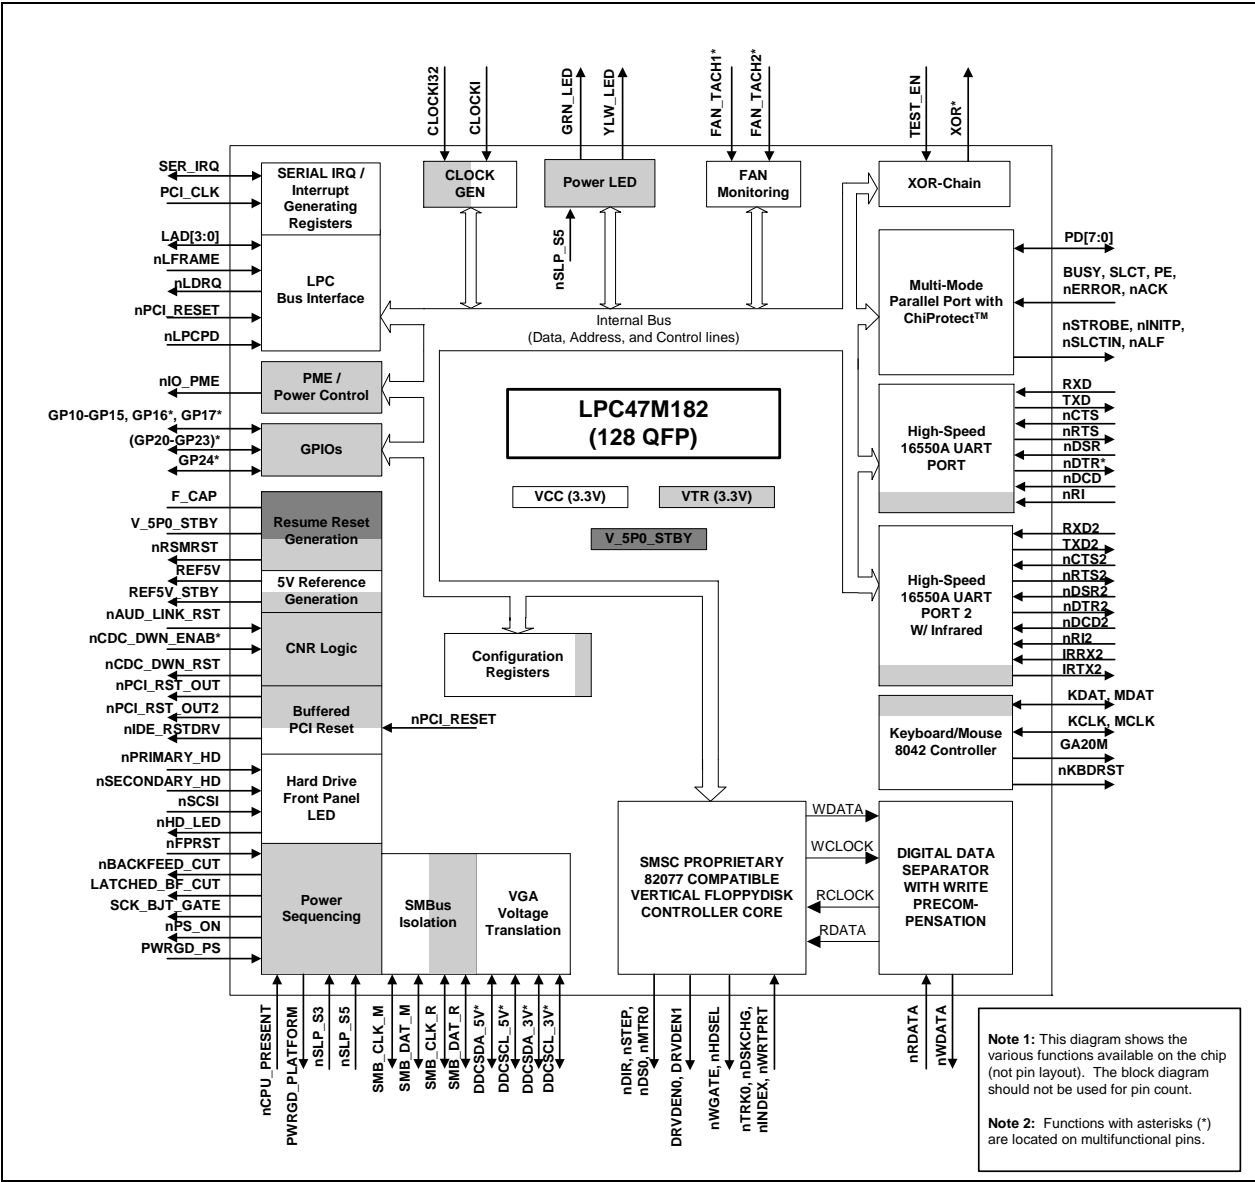 CLOCKI32
CLOCKI
GRN_LED
YLW_LED
FAN_TACH1*
FAN_TACH2*
TEST_EN
XOR*
SER_IRQ
PCI_CLK
SERIAL IRQ /
Interrupt
Generating
Registers
CLOCK
GEN
Power LED
FAN
Monitoring
XOR-Chain
nSLP_S5
LAD[3:0]
nLFRAME
nLDRQ
nPCI_RESET
nLPCPD
LPC
Bus Interface
Internal Bus
(Data, Address, and Control lines)
Multi-Mode
Parallel Port with
ChiProtect™
PD[7:0]
BUSY, SLCT, PE,
nERROR, nACK
nSTROBE, nINITP,
nSLCTIN, nALF
nIO_PME
PME /
Power Control
GP10-GP15, GP16*, GP17*
(GP20-GP23)*
GP24*
GPIOs
LPC47M182
(128 QFP)
High-Speed
16550A UART
PORT
RXD
TXD
nCTS
nRTS
nDSR
nDTR*
nDCD
nRI
VCC (3.3V)
VTR (3.3V)
V_5P0_STBY
F_CAP
V_5P0_STBY
nRSMRST
Resume Reset
Generation
REF5V
REF5V_STBY
5V Reference
Generation
nAUD_LINK_RST
nCDC_DWN_ENAB*
nCDC_DWN_RST
CNR Logic
High-Speed
16550A UART
PORT 2
W/ Infrared
RXD2
TXD2
nCTS2
nRTS2
nDSR2
nDTR2
nDCD2
nRI2
IRRX2
IRTX2
Configuration
Registers
nPCI_RST_OUT
nPCI_RST_OUT2
nIDE_RSTDRV
Buffered
PCI Reset
nPCI_RESET
Keyboard/Mouse
8042 Controller
KDAT, MDAT
KCLK, MCLK
GA20M
nKBDRST
nPRIMARY_HD
nSECONDARY_HD
nSCSI
nHD_LED
Hard Drive
Front Panel
LED
nFPRST
nBACKFEED_CUT
LATCHED_BF_CUT
SCK_BJT_GATE
nPS_ON
PWRGD_PS
Power
Sequencing
SMBus
Isolation
VGA
Voltage
Translation
SMSC PROPRIETARY
82077 COMPATIBLE
VERTICAL FLOPPYDISK
CONTROLLER CORE
WDATA
WCLOCK
RCLOCK
RDATA
DIGITAL DATA
SEPARATOR
WITH WRITE
PRECOM-
PENSATION
nCPU_PRESENT
PWRGD_PLATFORM
nSLP_S3
nSLP_S5
SMB_CLK_M
SMB_DAT_M
SMB_CLK_R
SMB_DAT_R
DDCSDA_5V*
DDCSCL_5V*
DDCSDA_3V*
DDCSCL_3V*
nDIR, nSTEP,
nDS0, nMTR0
DRVDEN0, DRVDEN1
nWGATE, nHDSEL
nTRK0, nDSKCHG,
nINDEX, nWRTPRT
nRDATA
nWDATA
Note 1: This diagram shows the
various functions available on the chip
(not pin layout). The block diagram
should not be used for pin count.
Note 2: Functions with asterisks (*)
are located on multifunctional pins.